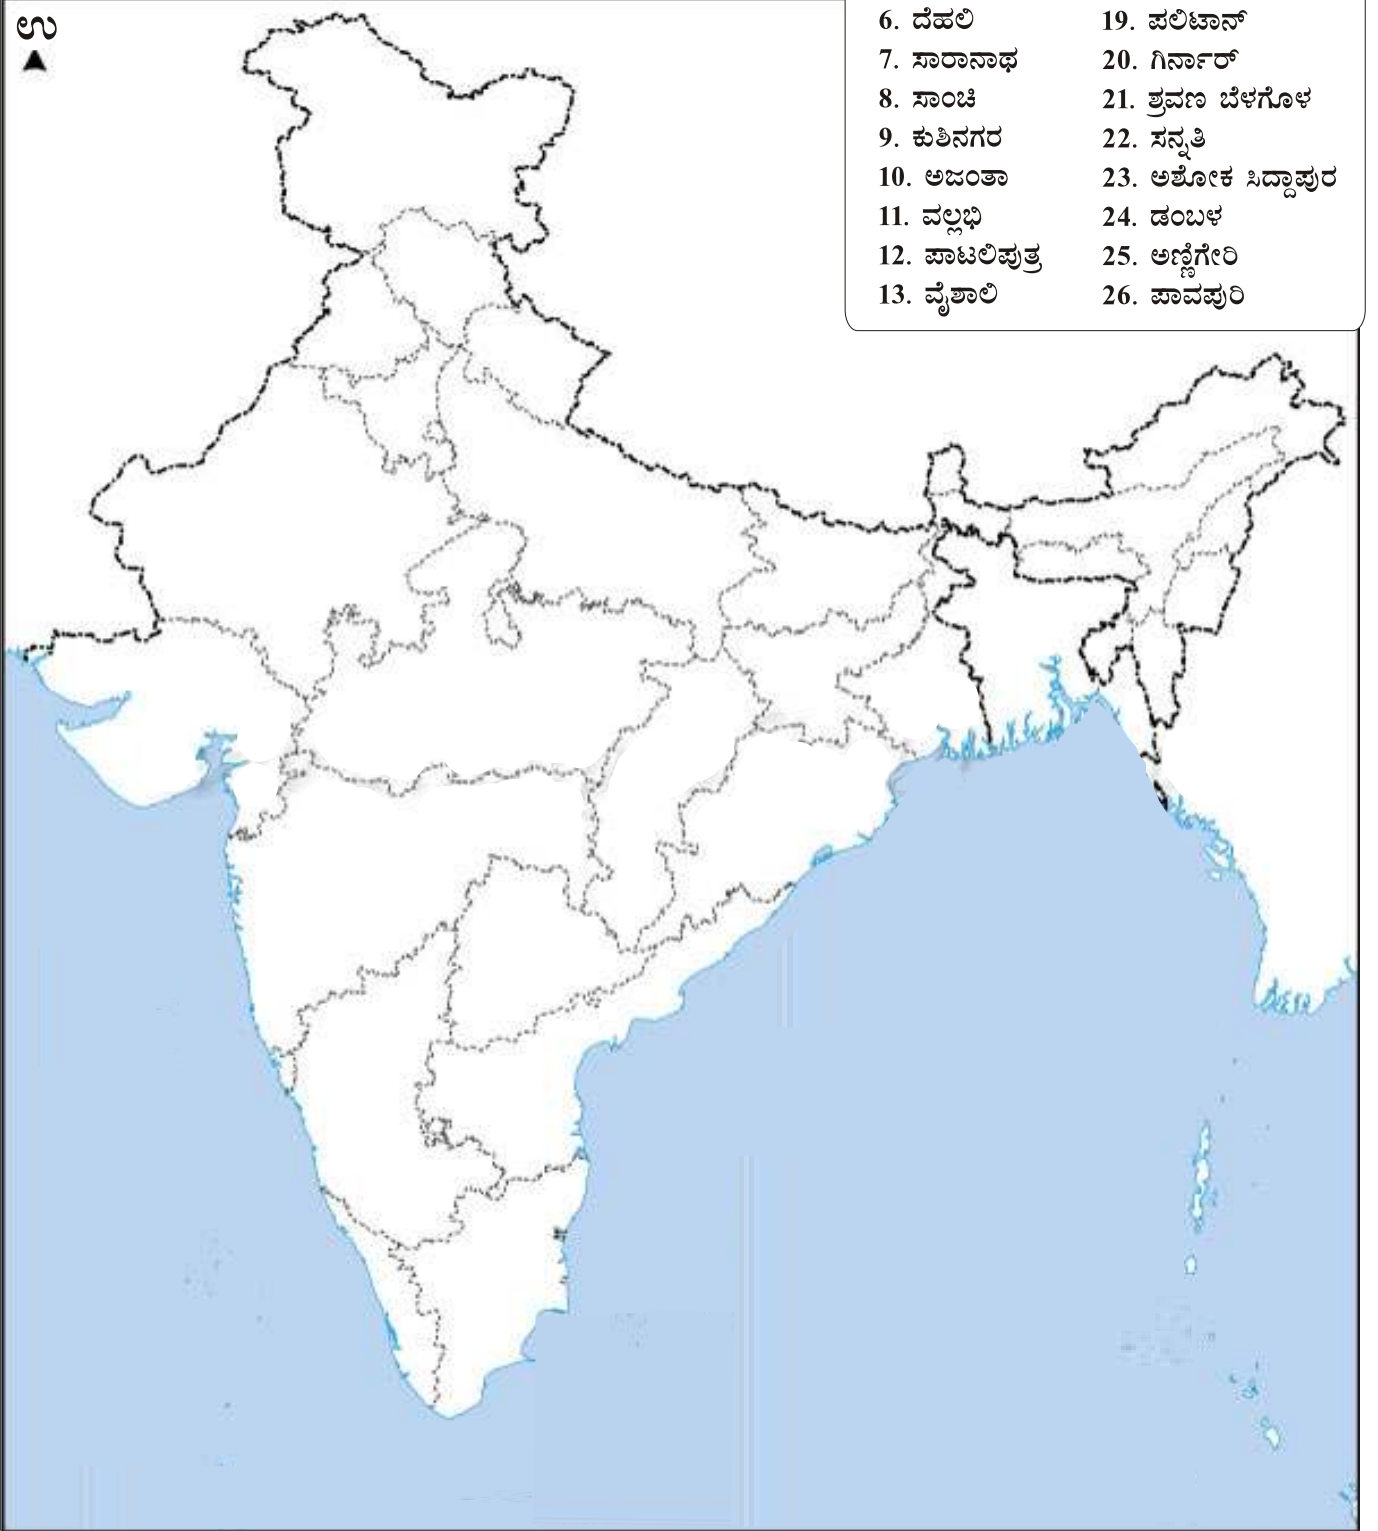 ಉ
6. ದೆಹಲಿ
7. ಸಾರಾನಾಥ
8. ಸಾಂಚಿ
9. ಕುಶಿನಗರ
10. ಅಜಂತಾ
11. ವಲ್ಲಭಿ
12. ಪಾಟಲಿಪುತ್ರ
13. ವೈಶಾಲಿ
19. ಪಲಿಟಾನ್
20. ಗಿರ್ನಾರ್
21. ಶ್ರವಣ ಬೆಳಗೊಳ
22. ಸನ್ನತಿ
23. ಅಶೋಕ ಸಿದ್ದಾಪುರ
24. ಡಂಬಳ
25. ಅಣ್ಣಿಗೇರಿ
26. ಪಾವಪುರಿ